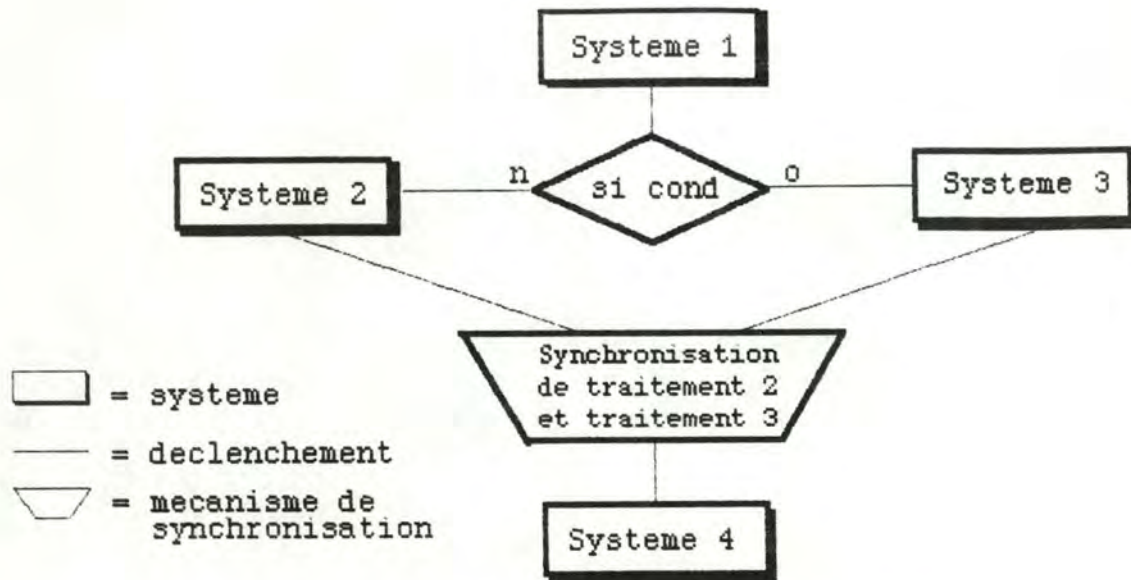 Systeme 1
n
si cond
o
Systeme 2
Systeme 3
Synchronisation
de traitement 2
et traitement 3
= systeme
= declenchement
= mecanisme de
synchronisation
Systeme 4